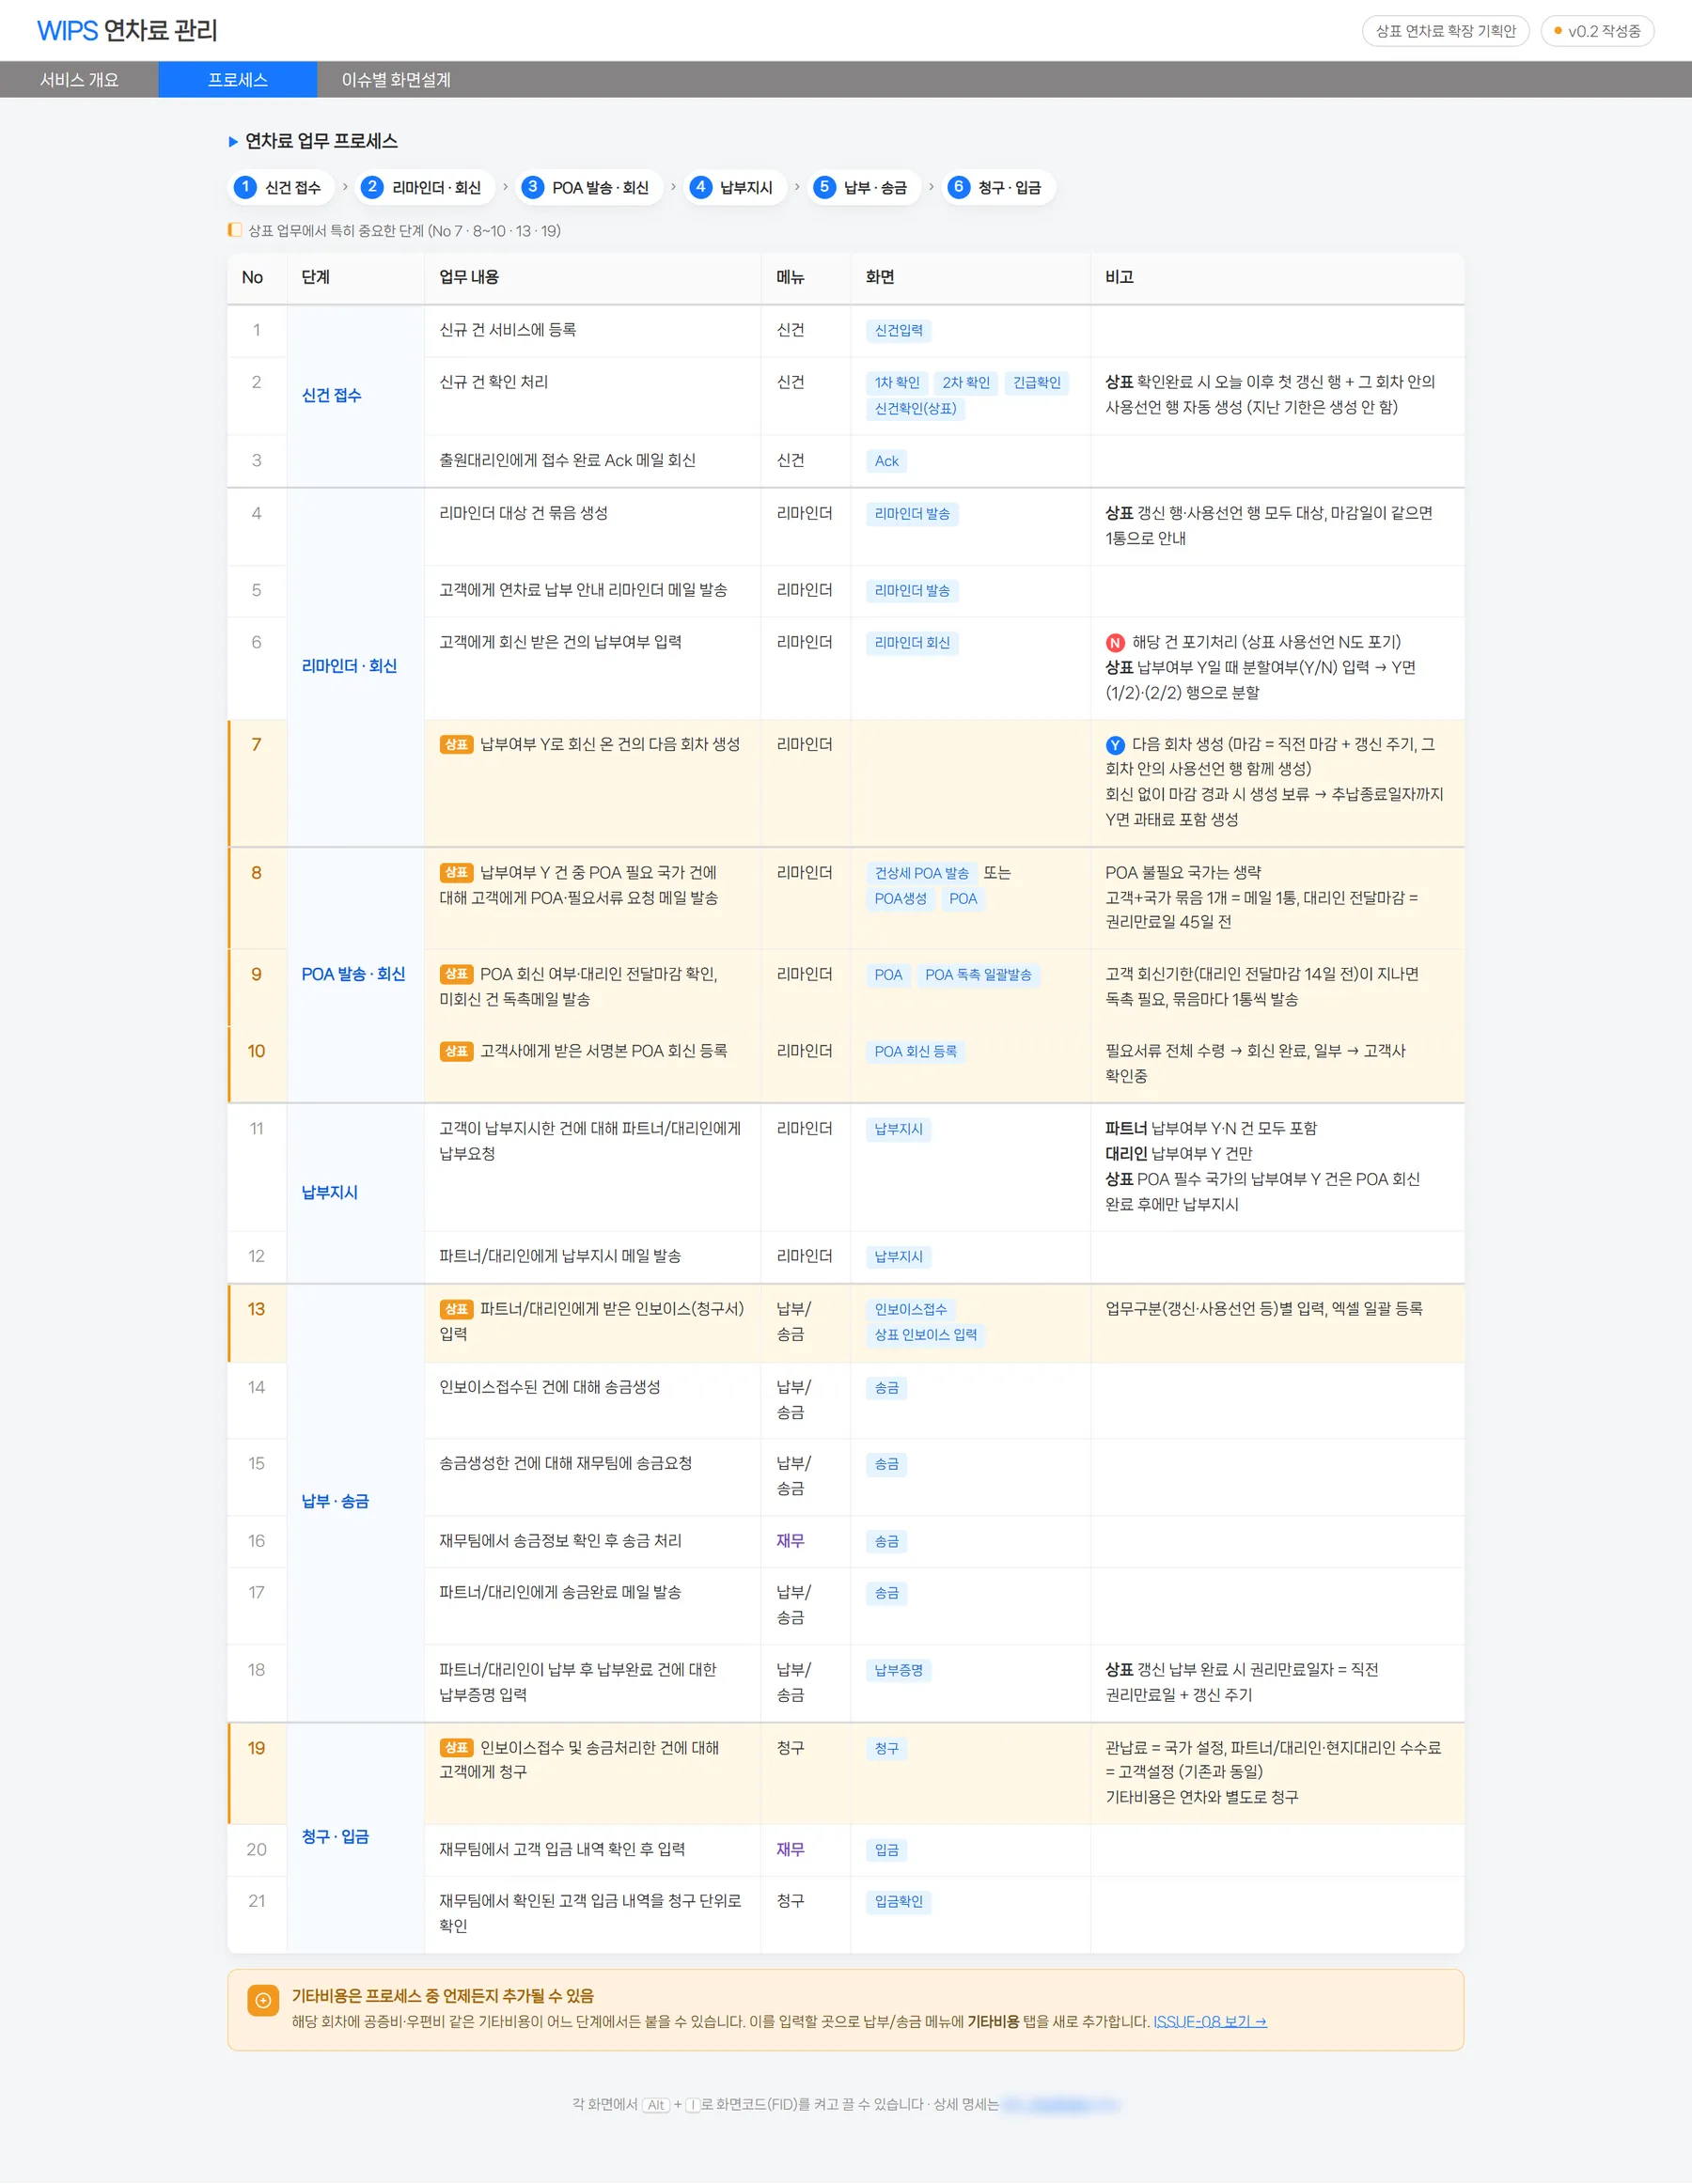 WIPS 연차료 관리
상표 연차료 확장 기획안
v0.2 작성중
서비스 개요
프로세스
이슈별 화면설계
연차료 업무 프로세스
1 신건 접수 › 2 리마인더 · 회신 › 3 POA 발송 · 회신 › 4 납부지시 › 5 납부 · 송금 › 6 청구 · 입금
상표 업무에서 특히 중요한 단계 (No 7 · 8~10 · 13 · 19)
No 단계 업무 내용 메뉴 화면 비고
신건 접수
1 신규 건 서비스에 등록 신건 신건입력
2 신규 건 확인 처리 신건 1차 확인 2차 확인 긴급확인 상표 확인완료 시 오늘 이후 첫 갱신 행 + 그 회차 안의
신건확인(상표) 사용선언 행 자동 생성 (지난 기한은 생성 안 함)
3 출원대리인에게 접수 완료 Ack 메일 회신 신건 Ack
리마인더 · 회신
4 리마인더 대상 건 묶음 생성 리마인더 리마인더 발송 상표 갱신 행·사용선언 행 모두 대상, 마감일이 같으면
1통으로 안내
5 고객에게 연차료 납부 안내 리마인더 메일 발송 리마인더 리마인더 발송
6 고객에게 회신 받은 건의 납부여부 입력 리마인더 리마인더 회신 N 해당 건 포기처리 (상표 사용선언 N도 포기)
상표 납부여부 Y일 때 분할여부(Y/N) 입력 → Y면
(1/2)·(2/2) 행으로 분할
7 상표 납부여부 Y로 회신 온 건의 다음 회차 생성 리마인더 Y 다음 회차 생성 (마감 = 직전 마감 + 갱신 주기, 그
회차 안의 사용선언 행 함께 생성)
회신 없이 마감 경과 시 생성 보류 → 추납종료일자까지
Y면 과태료 포함 생성
POA 발송 · 회신
8 상표 납부여부 Y 건 중 POA 필요 국가 건에 리마인더 건상세 POA 발송 또는 POA 불필요 국가는 생략
대해 고객에게 POA·필요서류 요청 메일 발송 POA생성 POA 고객+국가 묶음 1개 = 메일 1통, 대리인 전달마감 =
권리만료일 45일 전
9 상표 POA 회신 여부·대리인 전달마감 확인, 리마인더 POA POA 독촉 일괄발송 고객 회신기한(대리인 전달마감 14일 전)이 지나면
미회신 건 독촉메일 발송 독촉 필요, 묶음마다 1통씩 발송
10 상표 고객사에게 받은 서명본 POA 회신 등록 리마인더 POA 회신 등록 필요서류 전체 수령 → 회신 완료, 일부 → 고객사
확인중
납부지시
11 고객이 납부지시한 건에 대해 파트너/대리인에게 리마인더 납부지시 파트너 납부여부 Y·N 건 모두 포함
납부요청 대리인 납부여부 Y 건만
상표 POA 필수 국가의 납부여부 Y 건은 POA 회신
완료 후에만 납부지시
12 파트너/대리인에게 납부지시 메일 발송 리마인더 납부지시
납부 · 송금
13 상표 파트너/대리인에게 받은 인보이스(청구서) 납부/ 인보이스접수 업무구분(갱신·사용선언 등)별 입력, 엑셀 일괄 등록
입력 송금 상표 인보이스 입력
14 인보이스접수된 건에 대해 송금생성 납부/ 송금
송금
15 송금생성한 건에 대해 재무팀에 송금요청 납부/ 송금
송금
16 재무팀에서 송금정보 확인 후 송금 처리 재무 송금
17 파트너/대리인에게 송금완료 메일 발송 납부/ 송금
송금
18 파트너/대리인이 납부 후 납부완료 건에 대한 납부/ 납부증명 상표 갱신 납부 완료 시 권리만료일자 = 직전
납부증명 입력 송금 권리만료일 + 갱신 주기
청구 · 입금
19 상표 인보이스접수 및 송금처리한 건에 대해 청구 청구 관납료 = 국가 설정, 파트너/대리인·현지대리인 수수료
고객에게 청구 = 고객설정 (기존과 동일)
기타비용은 연차와 별도로 청구
20 재무팀에서 고객 입금 내역 확인 후 입력 재무 입금
21 재무팀에서 확인된 고객 입금 내역을 청구 단위로 청구 입금확인
확인
기타비용은 프로세스 중 언제든지 추가될 수 있음
해당 회차에 공증비·우편비 같은 기타비용이 어느 단계에서든 붙을 수 있습니다. 이를 입력할 곳으로 납부/송금 메뉴에 기타비용 탭을 새로 추가합니다. ISSUE-08 보기 →
각 화면에서 Alt + I로 화면코드(FID)를 켜고 끌 수 있습니다 · 상세 명세는